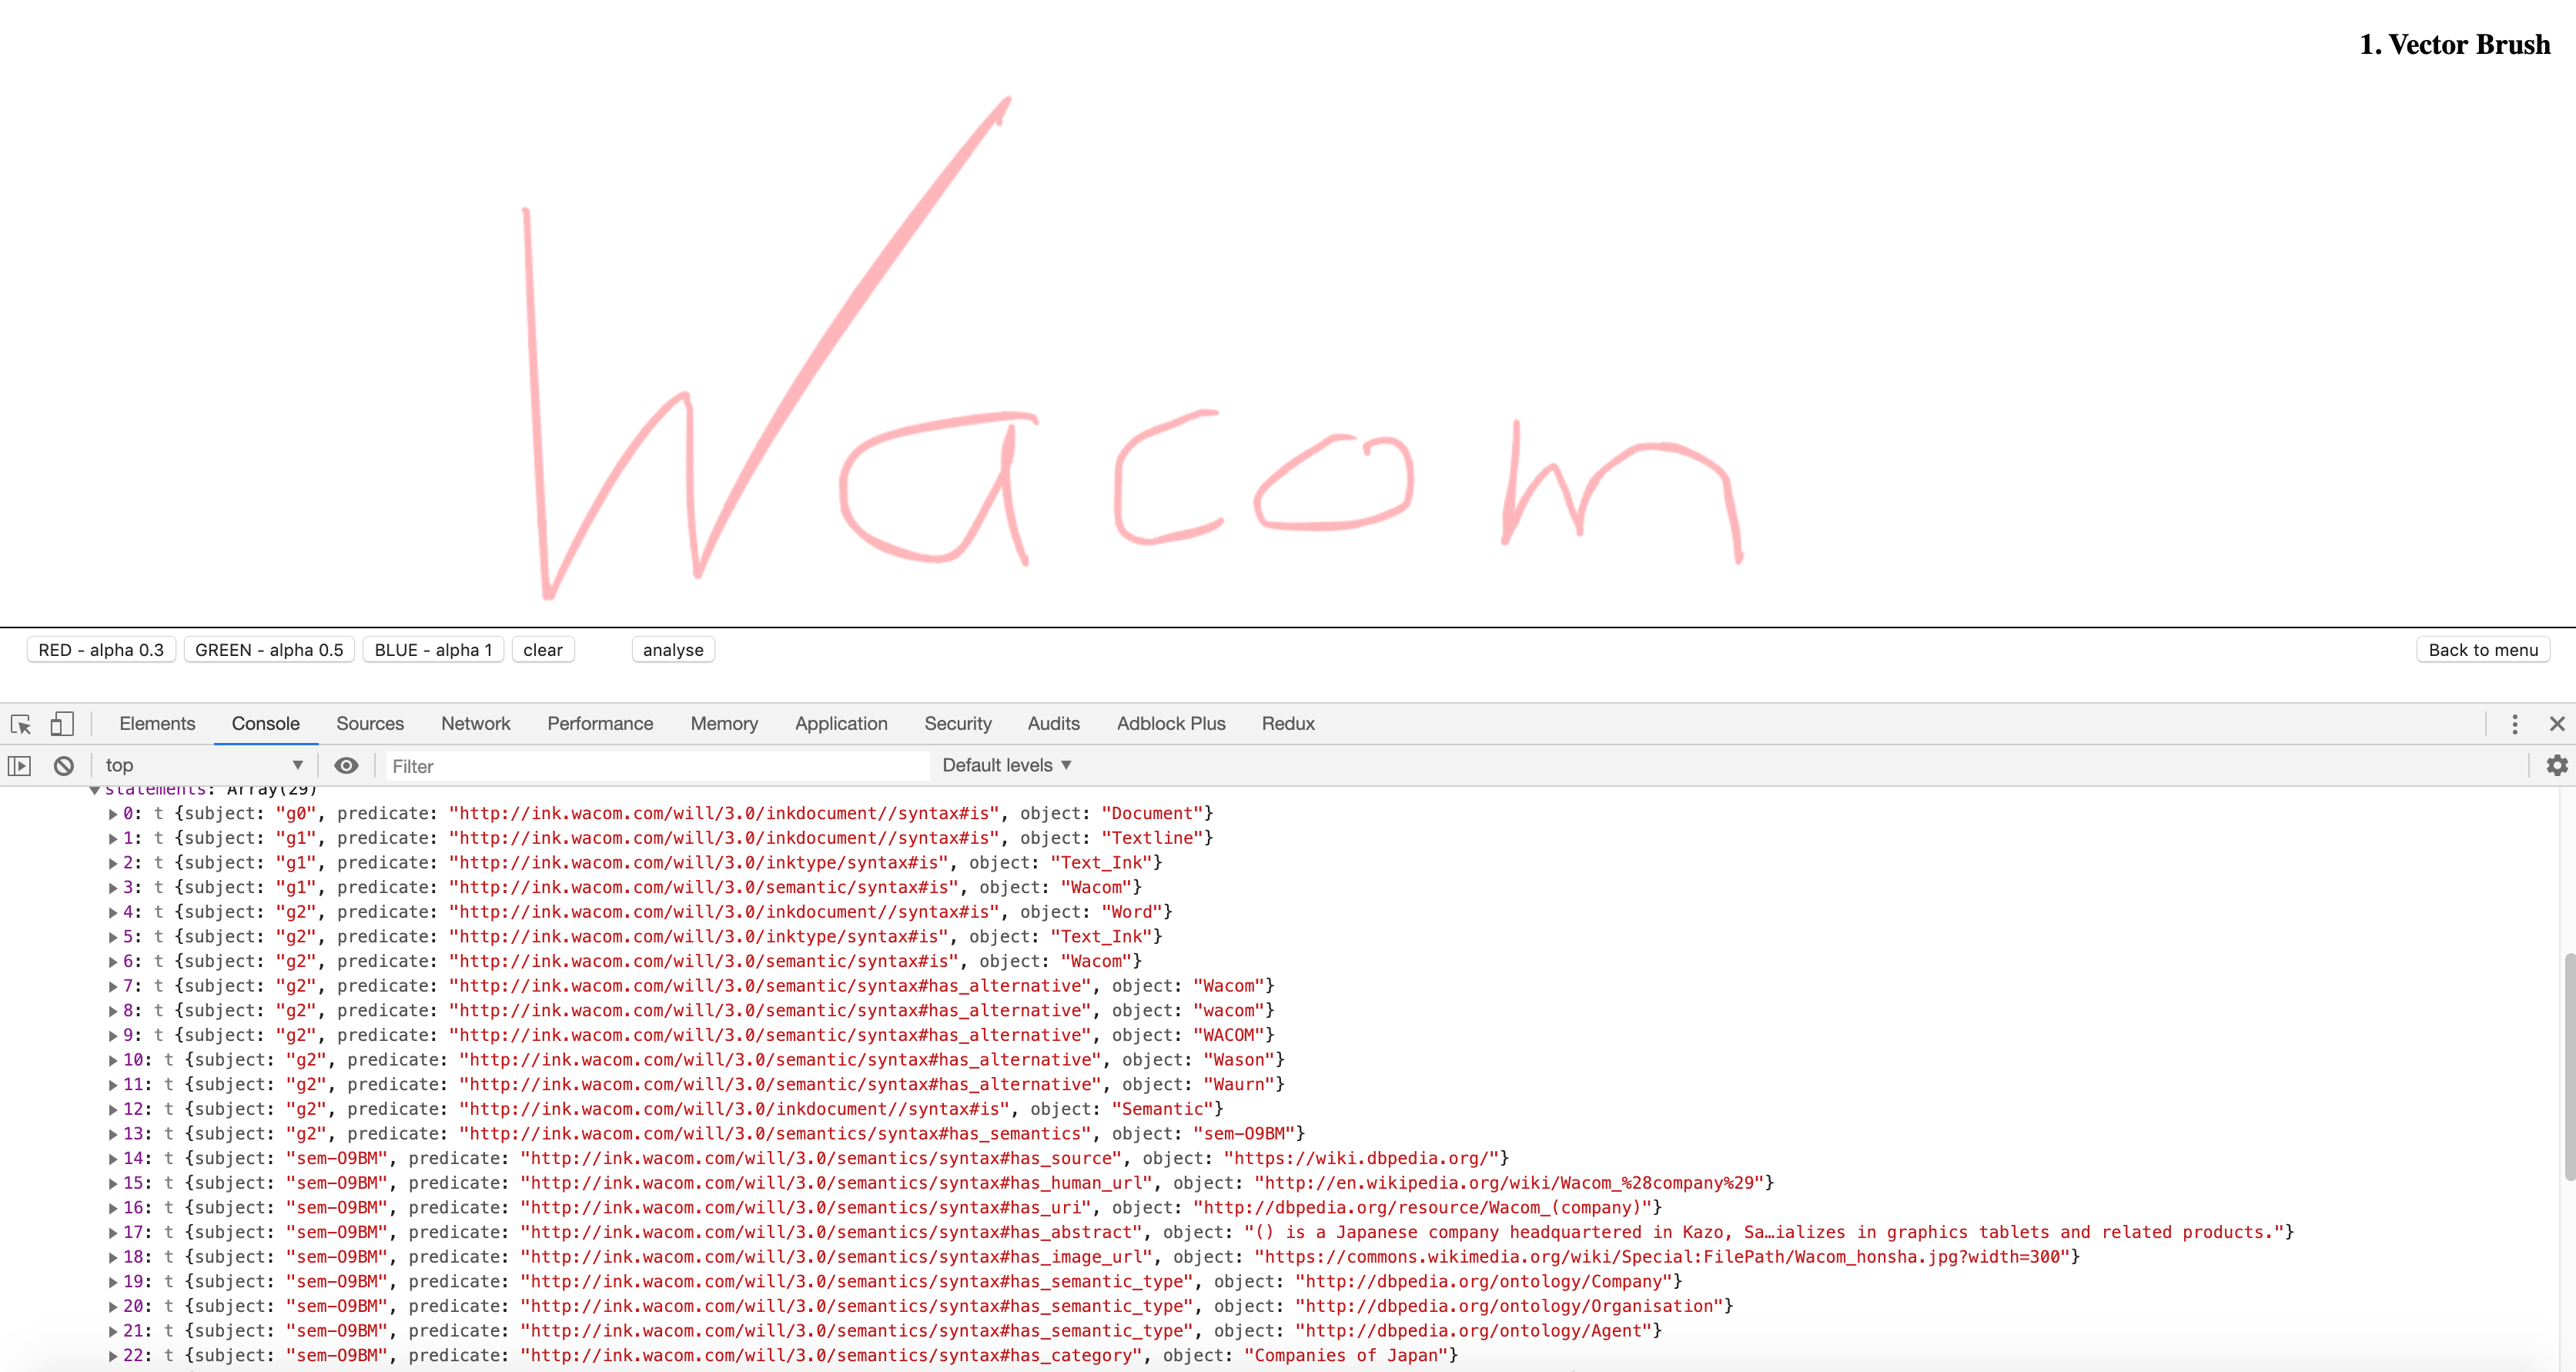 1. Vector Brush
Wacom
RED - alpha 0.3 GREEN - alpha 0.5 BLUE - alpha 1 clear analyse Back to menu
Elements Console Sources Network Performance Memory Application Security Audits Adblock Plus Redux
top Filter Default levels
statements: Array(29)
0: t {subject: "g0", predicate: "http://ink.wacom.com/will/3.0/inkdocument//syntax#is", object: "Document"}
1: t {subject: "g1", predicate: "http://ink.wacom.com/will/3.0/inkdocument//syntax#is", object: "Textline"}
2: t {subject: "g1", predicate: "http://ink.wacom.com/will/3.0/inktype/syntax#is", object: "Text_Ink"}
3: t {subject: "g1", predicate: "http://ink.wacom.com/will/3.0/semantic/syntax#is", object: "Wacom"}
4: t {subject: "g2", predicate: "http://ink.wacom.com/will/3.0/inkdocument//syntax#is", object: "Word"}
5: t {subject: "g2", predicate: "http://ink.wacom.com/will/3.0/inktype/syntax#is", object: "Text_Ink"}
6: t {subject: "g2", predicate: "http://ink.wacom.com/will/3.0/semantic/syntax#is", object: "Wacom"}
7: t {subject: "g2", predicate: "http://ink.wacom.com/will/3.0/semantic/syntax#has_alternative", object: "Wacom"}
8: t {subject: "g2", predicate: "http://ink.wacom.com/will/3.0/semantic/syntax#has_alternative", object: "wacom"}
9: t {subject: "g2", predicate: "http://ink.wacom.com/will/3.0/semantic/syntax#has_alternative", object: "WACOM"}
10: t {subject: "g2", predicate: "http://ink.wacom.com/will/3.0/semantic/syntax#has_alternative", object: "Wason"}
11: t {subject: "g2", predicate: "http://ink.wacom.com/will/3.0/semantic/syntax#has_alternative", object: "Waurn"}
12: t {subject: "g2", predicate: "http://ink.wacom.com/will/3.0/inkdocument//syntax#is", object: "Semantic"}
13: t {subject: "g2", predicate: "http://ink.wacom.com/will/3.0/semantics/syntax#has_semantics", object: "sem-O9BM"}
14: t {subject: "sem-O9BM", predicate: "http://ink.wacom.com/will/3.0/semantics/syntax#has_source", object: "https://wiki.dbpedia.org/"}
15: t {subject: "sem-O9BM", predicate: "http://ink.wacom.com/will/3.0/semantics/syntax#has_human_url", object: "http://en.wikipedia.org/wiki/Wacom_%28company%29"}
16: t {subject: "sem-O9BM", predicate: "http://ink.wacom.com/will/3.0/semantics/syntax#has_uri", object: "http://dbpedia.org/resource/Wacom_(company)"}
17: t {subject: "sem-O9BM", predicate: "http://ink.wacom.com/will/3.0/semantics/syntax#has_abstract", object: "() is a Japanese company headquartered in Kazo, Sa…ializes in graphics tablets and related products."}
18: t {subject: "sem-O9BM", predicate: "http://ink.wacom.com/will/3.0/semantics/syntax#has_image_url", object: "https://commons.wikimedia.org/wiki/Special:FilePath/Wacom_honsha.jpg?width=300"}
19: t {subject: "sem-O9BM", predicate: "http://ink.wacom.com/will/3.0/semantics/syntax#has_semantic_type", object: "http://dbpedia.org/ontology/Company"}
20: t {subject: "sem-O9BM", predicate: "http://ink.wacom.com/will/3.0/semantics/syntax#has_semantic_type", object: "http://dbpedia.org/ontology/Organisation"}
21: t {subject: "sem-O9BM", predicate: "http://ink.wacom.com/will/3.0/semantics/syntax#has_semantic_type", object: "http://dbpedia.org/ontology/Agent"}
22: t {subject: "sem-O9BM", predicate: "http://ink.wacom.com/will/3.0/semantics/syntax#has_category", object: "Companies of Japan"}